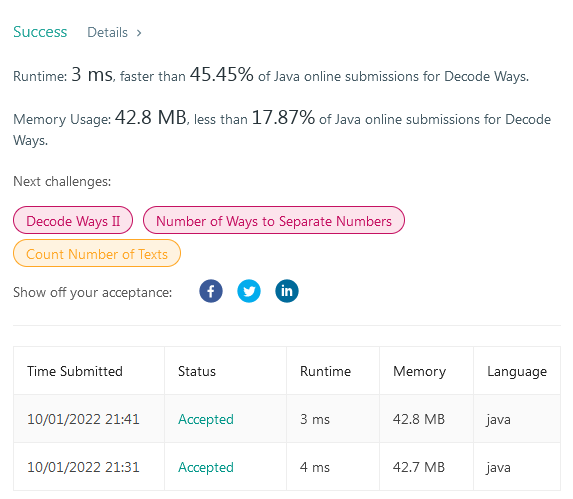 Success Details >
Runtime: 3 ms, faster than 45.45% of Java online submissions for Decode Ways.
Memory Usage: 42.8 MB, less than 17.87% of Java online submissions for Decode
Ways.
Next challenges:
Decode Ways II Number of Ways to Separate Numbers
Count Number of Texts
Show off your acceptance: f in
Time Submitted Status Runtime Memory Language
10/01/2022 21:41 Accepted 3 ms 42.8 MB java
10/01/2022 21:31 Accepted 4 ms 42.7 MB java